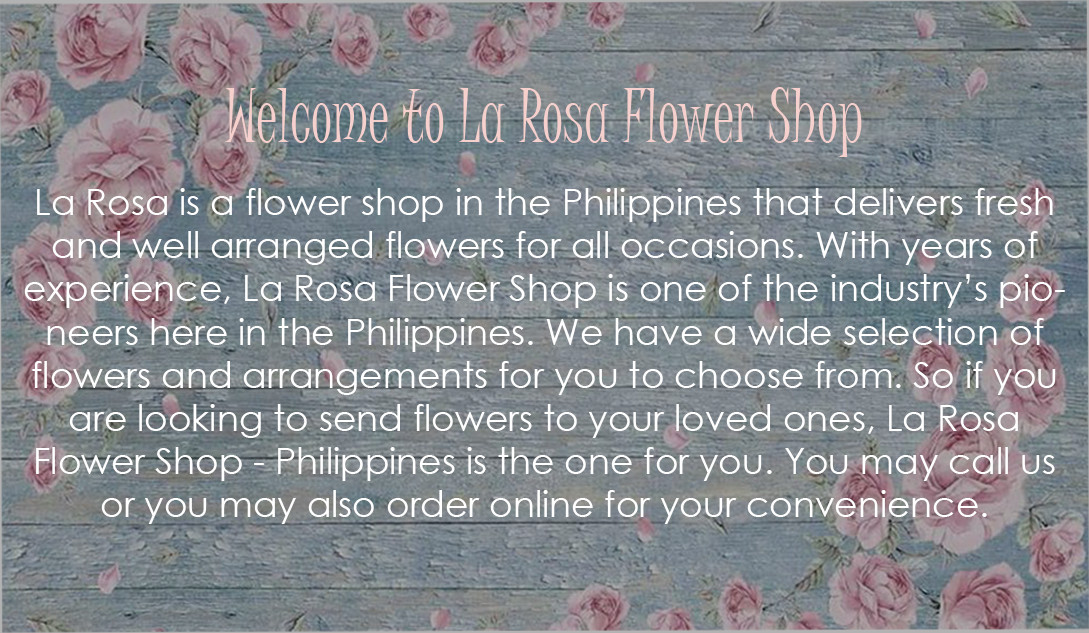 Welcome to La Rosa Flower Shop
La Rosa is a flower shop in the Philippines that delivers fresh
and well arranged flowers for all occasions. With years of
experience, La Rosa Flower Shop is one of the industry’s pio-
neers here in the Philippines. We have a wide selection of
flowers and arrangements for you to choose from. So if you
are looking to send flowers to your loved ones, La Rosa
Flower Shop - Philippines is the one for you. You may call us
or you may also order online for your convenience.